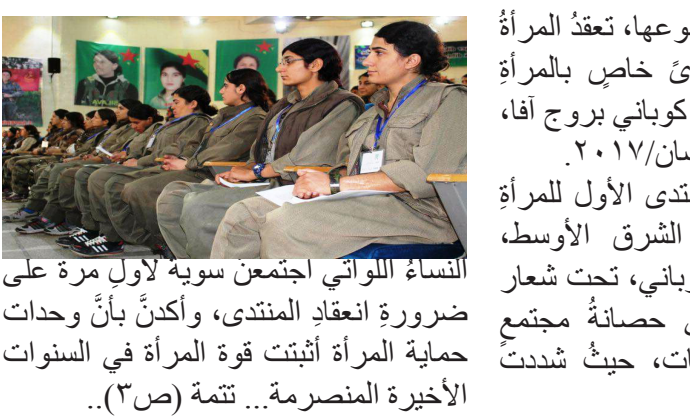 وعها، تعقدُ المرأةُ
ىً خاصٍ بالمرأةِ
كوباني بروج آفا،
سان/٢٠١٧.
تدى الأول للمرأةِ
الشرق الأوسط،
وباني، تحت شعار
حصانةُ مجتمعٍ
ات، حيثُ شددتْ
النساءُ اللواتي اجتمعنَ سويةً لأولِ مرة على
ضرورةِ انعقادِ المنتدى، وأكدنَّ بأنَّ وحدات
حماية المرأة أثبتت قوة المرأة في السنوات
الأخيرة المنصرمة... تتمة (ص٣)..